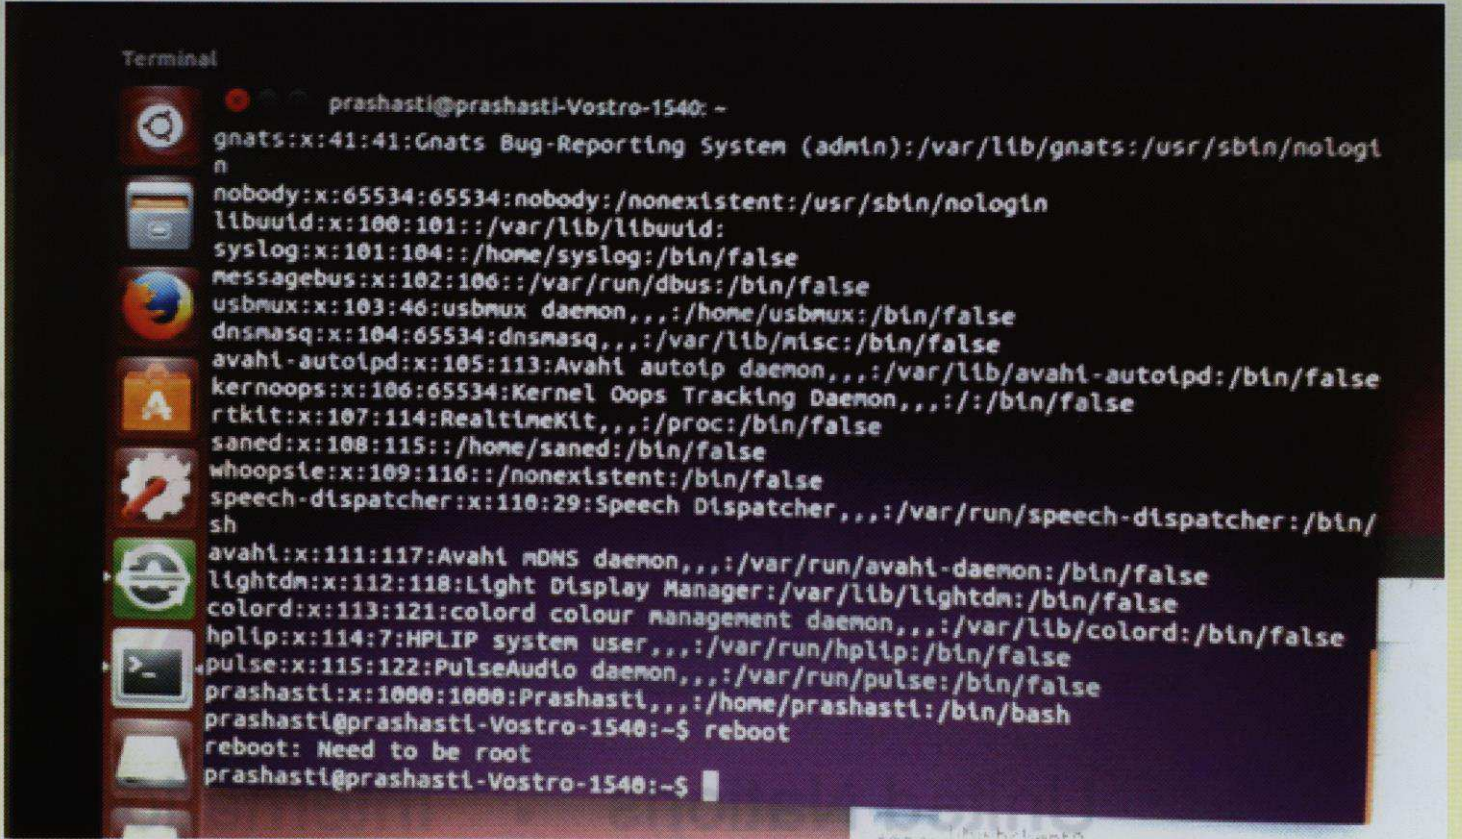 Terminal
prashasti@prashasti-Vostro-1540: ~
gnats:x:41:41:Gnats Bug-Reporting System (admin):/var/lib/gnats:/usr/sbin/nologi
n
nobody:x:65534:65534:nobody:/nonexistent:/usr/sbin/nologin
libuuid:x:100:101::/var/lib/libuuid:
syslog:x:101:104::/home/syslog:/bin/false
messagebus:x:102:106::/var/run/dbus:/bin/false
usbmux:x:103:46:usbmux daemon,,,:/home/usbmux:/bin/false
dnsmasq:x:104:65534:dnsmasq,,,:/var/lib/misc:/bin/false
avahi-autoipd:x:105:113:Avahi autoip daemon,,,:/var/lib/avahi-autoipd:/bin/false
kernoops:x:106:65534:Kernel Oops Tracking Daemon,,,:/:/bin/false
rtkit:x:107:114:RealtimeKit,,,:/proc:/bin/false
saned:x:108:115::/home/saned:/bin/false
whoopsie:x:109:116::/nonexistent:/bin/false
speech-dispatcher:x:110:29:Speech Dispatcher,,,:/var/run/speech-dispatcher:/bin/
sh
avahi:x:111:117:Avahi mDNS daemon,,,:/var/run/avahi-daemon:/bin/false
lightdm:x:112:118:Light Display Manager:/var/lib/lightdm:/bin/false
colord:x:113:121:colord colour management daemon,,,:/var/lib/colord:/bin/false
hplip:x:114:7:HPLIP system user,,,:/var/run/hplip:/bin/false
pulse:x:115:122:PulseAudio daemon,,,:/var/run/pulse:/bin/false
prashasti:x:1000:1000:Prashasti,,,:/home/prashasti:/bin/bash
prashasti@prashasti-Vostro-1540:~$ reboot
reboot: Need to be root
prashasti@prashasti-Vostro-1540:~$